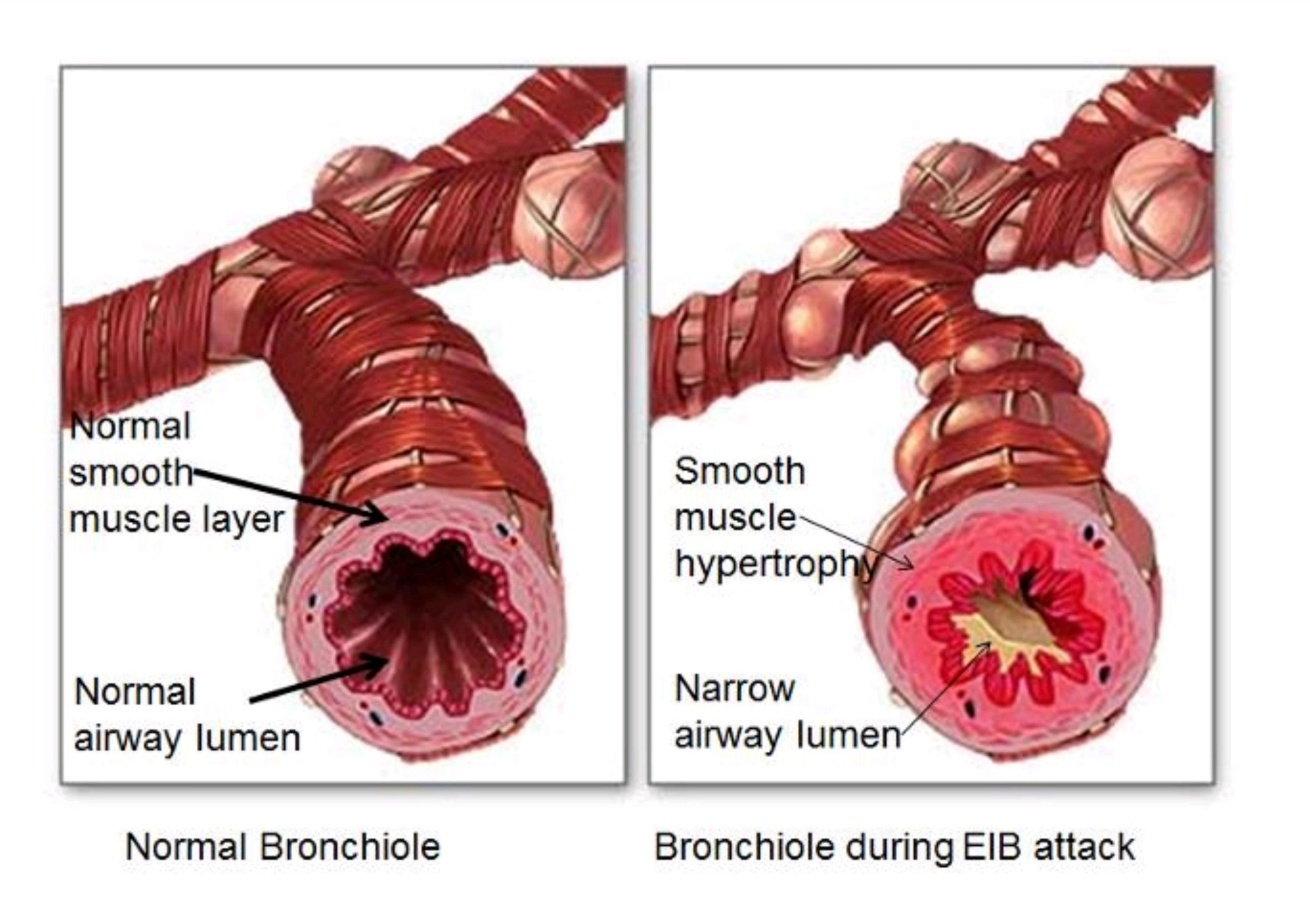 Normal
smooth
muscle layer
Normal
airway lumen
Normal Bronchiole
Smooth
muscle
hypertrophy
Narrow
airway lumen
Bronchiole during EIB attack